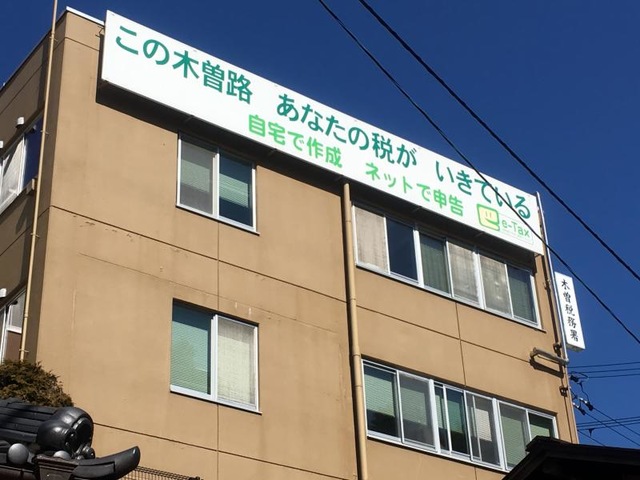 この木曽路　あなたの税が　いきている
自宅で作成　ネットで申告
e-Tax
木曽税務署